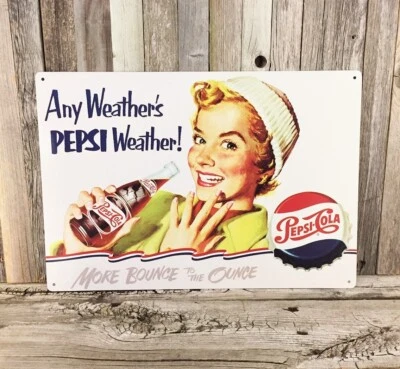 Any Weather's
PEPSI Weather!
Pepsi-Cola
PEPSI-COLA
MORE BOUNCE TO THE OUNCE